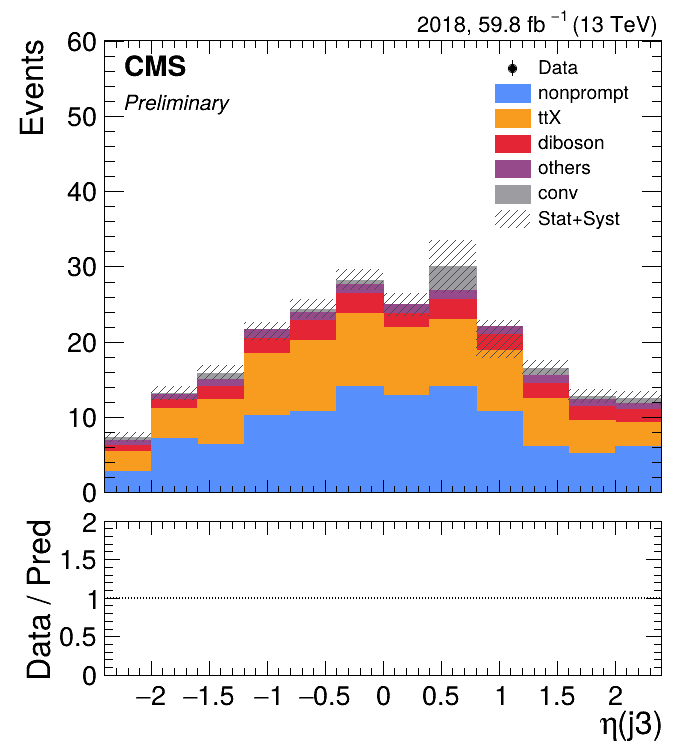 2018, 59.8 fb⁻¹ (13 TeV)
Events
60
50
40
30
20
10
0
CMS
Preliminary
Data
nonprompt
ttX
diboson
others
conv
Stat+Syst
Data / Pred
2
1.5
1
0.5
0
−2 −1.5 −1 −0.5 0 0.5 1 1.5 2
η(j3)